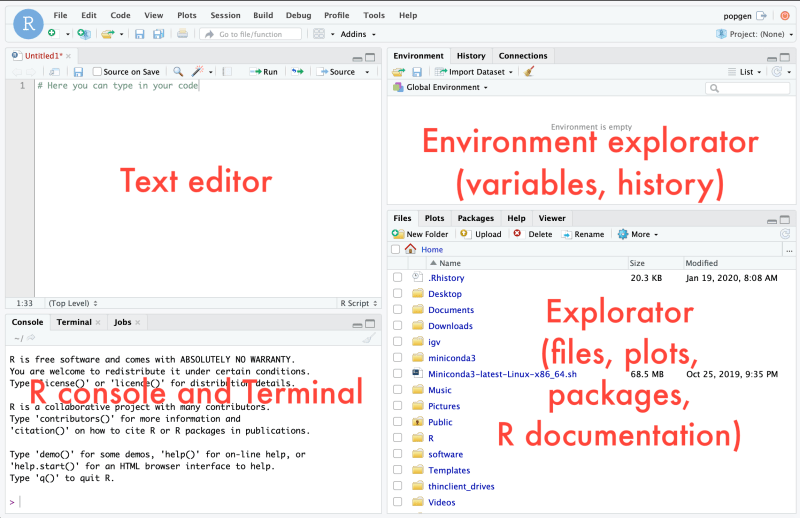 R
File Edit Code View Plots Session Build Debug Profile Tools Help
popgen
Go to file/function
Addins
Project: (None)
Untitled1*
Source on Save
Run
Source
1 # Here you can type in your code
Text editor
1:33 (Top Level) R Script
Environment History Connections
Import Dataset
List
Global Environment
Environment is empty
Environment explorator
(variables, history)
Console Terminal Jobs
~/
R is free software and comes with ABSOLUTELY NO WARRANTY.
You are welcome to redistribute it under certain conditions.
Type 'license()' or 'licence()' for distribution details.
R console and Terminal
R is a collaborative project with many contributors.
Type 'contributors()' for more information and
'citation()' on how to cite R or R packages in publications.
Type 'demo()' for some demos, 'help()' for on-line help, or
'help.start()' for an HTML browser interface to help.
Type 'q()' to quit R.
>
Files Plots Packages Help Viewer
New Folder Upload Delete Rename More
Home ...
Name Size Modified
.Rhistory 20.3 KB Jan 19, 2020, 8:08 AM
Desktop
Documents
Downloads
igv
miniconda3
Miniconda3-latest-Linux-x86_64.sh 68.5 MB Oct 25, 2019, 9:35 PM
Music
Pictures
Public
R
software
Templates
thinclient_drives
Videos
Explorator
(files, plots,
packages,
R documentation)